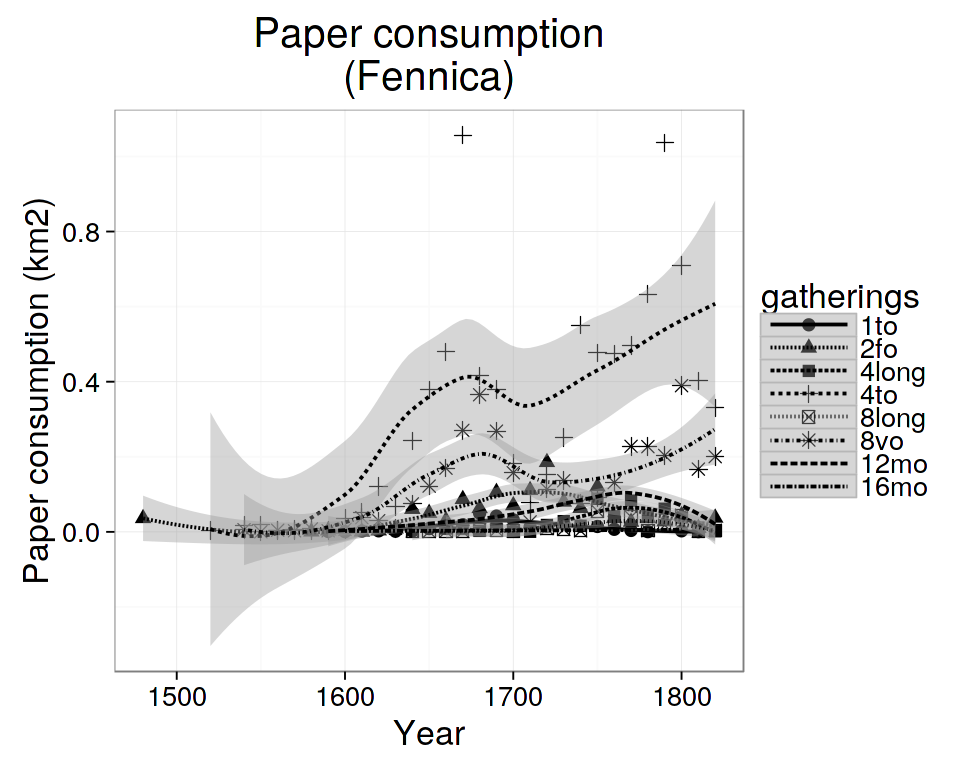 Paper consumption
(Fennica)
Paper consumption (km2)
0.8
0.4
0.0
1500
1600
1700
1800
Year
gatherings
1to
2fo
4long
4to
8long
8vo
12mo
16mo